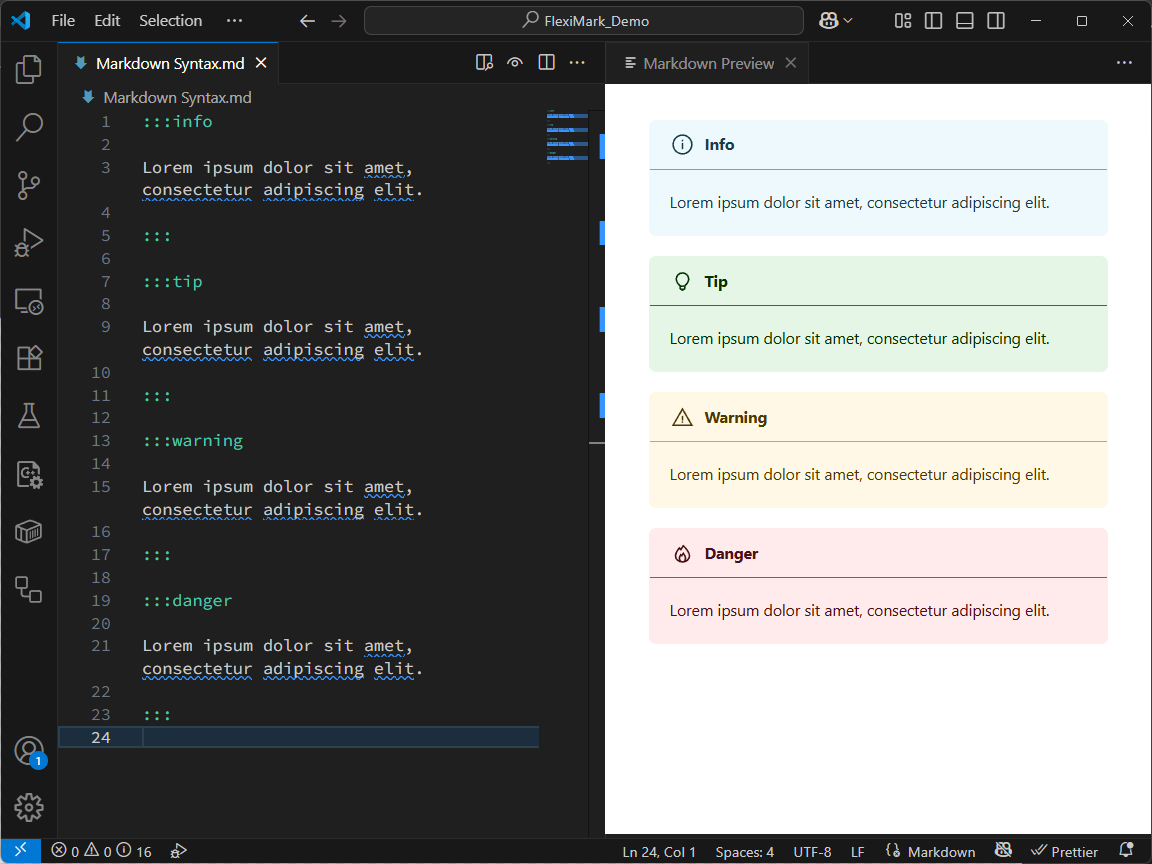 File Edit Selection ··· FlexiMark_Demo
Markdown Syntax.md
Markdown Preview
Markdown Syntax.md
1 :::info
2
3 Lorem ipsum dolor sit amet,
consectetur adipiscing elit.
4
5 :::
6
7 :::tip
8
9 Lorem ipsum dolor sit amet,
consectetur adipiscing elit.
10
11 :::
12
13 :::warning
14
15 Lorem ipsum dolor sit amet,
consectetur adipiscing elit.
16
17 :::
18
19 :::danger
20
21 Lorem ipsum dolor sit amet,
consectetur adipiscing elit.
22
23 :::
24
Info
Lorem ipsum dolor sit amet, consectetur adipiscing elit.
Tip
Lorem ipsum dolor sit amet, consectetur adipiscing elit.
Warning
Lorem ipsum dolor sit amet, consectetur adipiscing elit.
Danger
Lorem ipsum dolor sit amet, consectetur adipiscing elit.
1
0 0 16 Ln 24, Col 1 Spaces: 4 UTF-8 LF Markdown Prettier